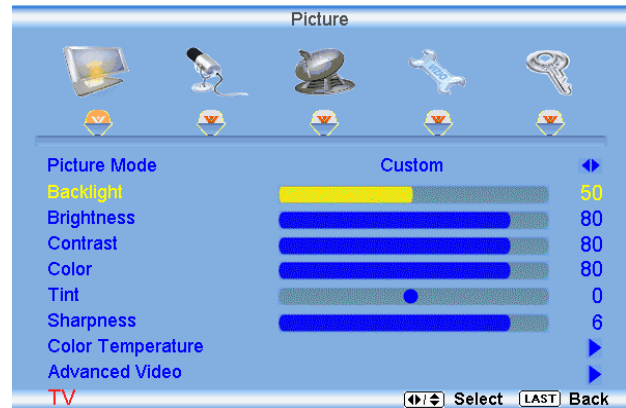 Picture
VIZIO
Picture Mode Custom
Backlight 50
Brightness 80
Contrast 80
Color 80
Tint 0
Sharpness 6
Color Temperature
Advanced Video
TV Select LAST Back